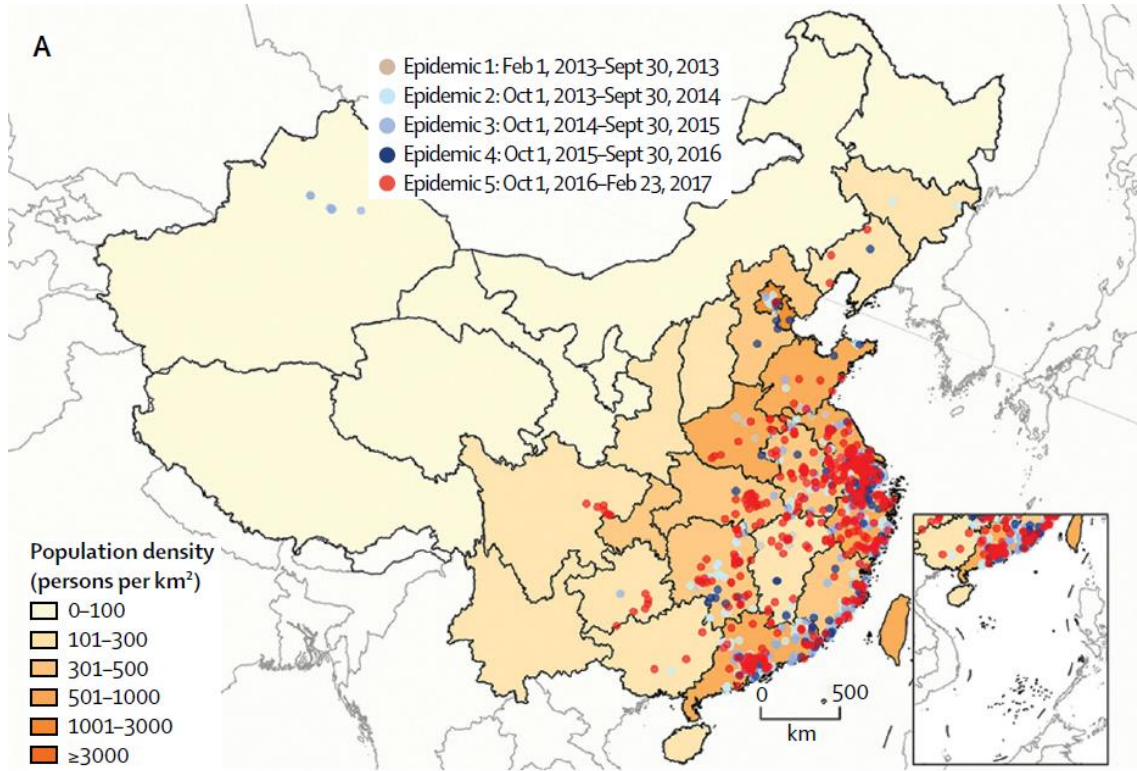 A
Epidemic 1: Feb 1, 2013–Sept 30, 2013
Epidemic 2: Oct 1, 2013–Sept 30, 2014
Epidemic 3: Oct 1, 2014–Sept 30, 2015
Epidemic 4: Oct 1, 2015–Sept 30, 2016
Epidemic 5: Oct 1, 2016–Feb 23, 2017
Population density
(persons per km²)
0–100
101–300
301–500
501–1000
1001–3000
≥3000
0 500
km